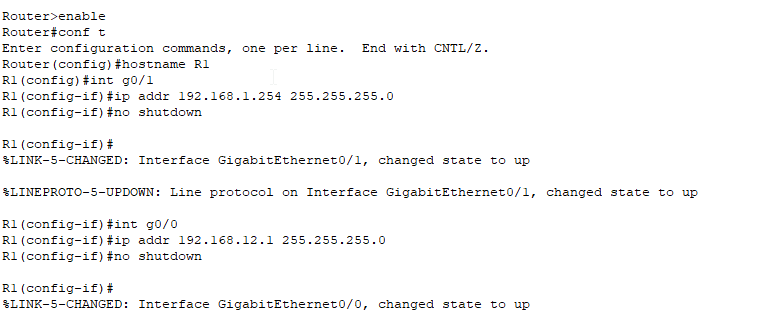 Router>enable
Router#conf t
Enter configuration commands, one per line.  End with CNTL/Z.
Router(config)#hostname R1
R1(config)#int g0/1
R1(config-if)#ip addr 192.168.1.254 255.255.255.0
R1(config-if)#no shutdown
R1(config-if)#
%LINK-5-CHANGED: Interface GigabitEthernet0/1, changed state to up
%LINEPROTO-5-UPDOWN: Line protocol on Interface GigabitEthernet0/1, changed state to up
R1(config-if)#int g0/0
R1(config-if)#ip addr 192.168.12.1 255.255.255.0
R1(config-if)#no shutdown
R1(config-if)#
%LINK-5-CHANGED: Interface GigabitEthernet0/0, changed state to up